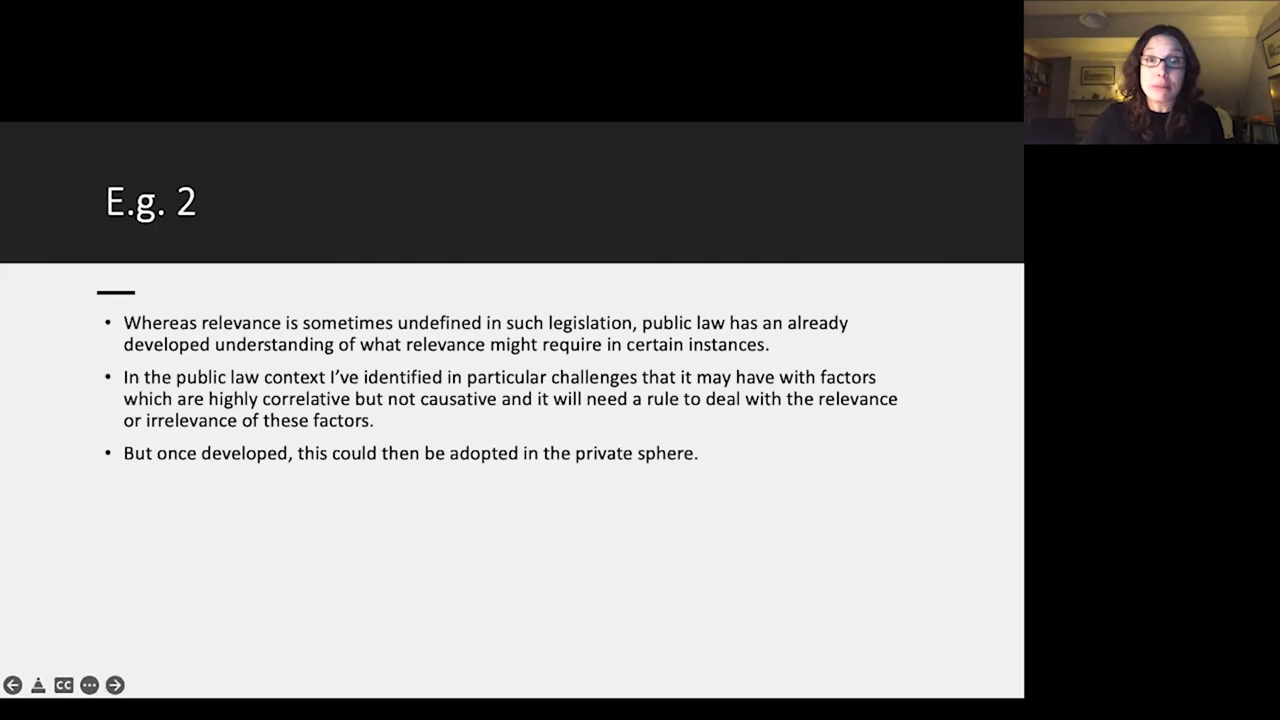 E.g. 2
• Whereas relevance is sometimes undefined in such legislation, public law has an already
developed understanding of what relevance might require in certain instances.
• In the public law context I’ve identified in particular challenges that it may have with factors
which are highly correlative but not causative and it will need a rule to deal with the relevance
or irrelevance of these factors.
• But once developed, this could then be adopted in the private sphere.
CC